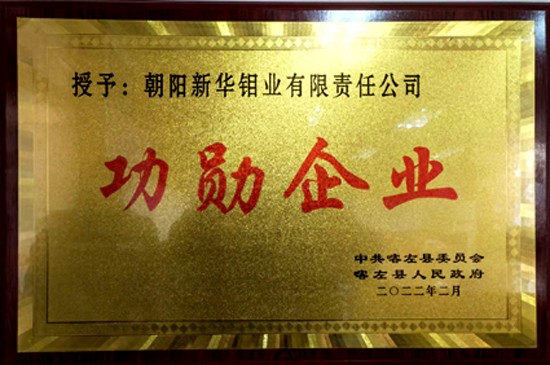 授予：朝阳新华钼业有限责任公司
功勋企业
中共喀左县委员会
喀左县人民政府
二〇二二年二月